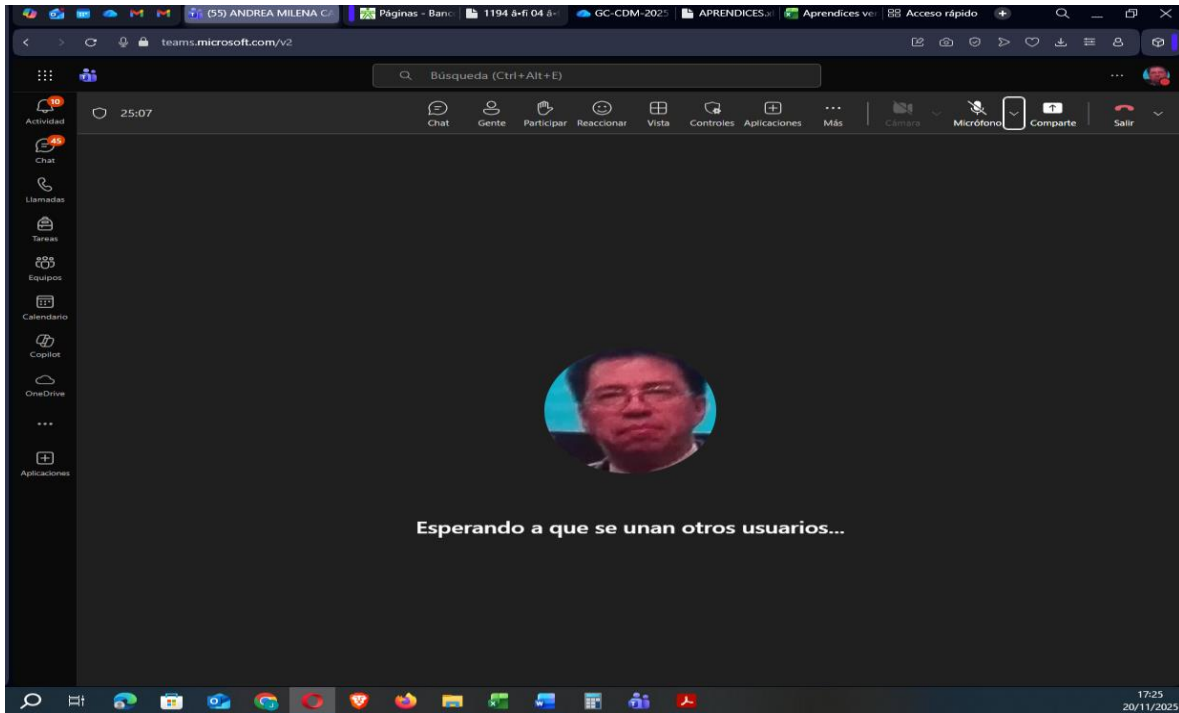 (55) ANDREA MILENA CA
Páginas - Banc
1194 â-fi 04 â-
GC-CDM-2025
APRENDICES.
Aprendices ve
Acceso rápido
teams.microsoft.com/v2
Búsqueda (Ctrl+Alt+E)
10
Actividad
25:07
Chat
Gente
Participar
Reaccionar
Vista
Controles
Aplicaciones
Más
Cámara
Micrófono
Comparte
Salir
45
Chat
Llamadas
Tareas
Equipos
Calendario
Copilot
OneDrive
Aplicaciones
Esperando a que se unan otros usuarios...
17:25
20/11/2025